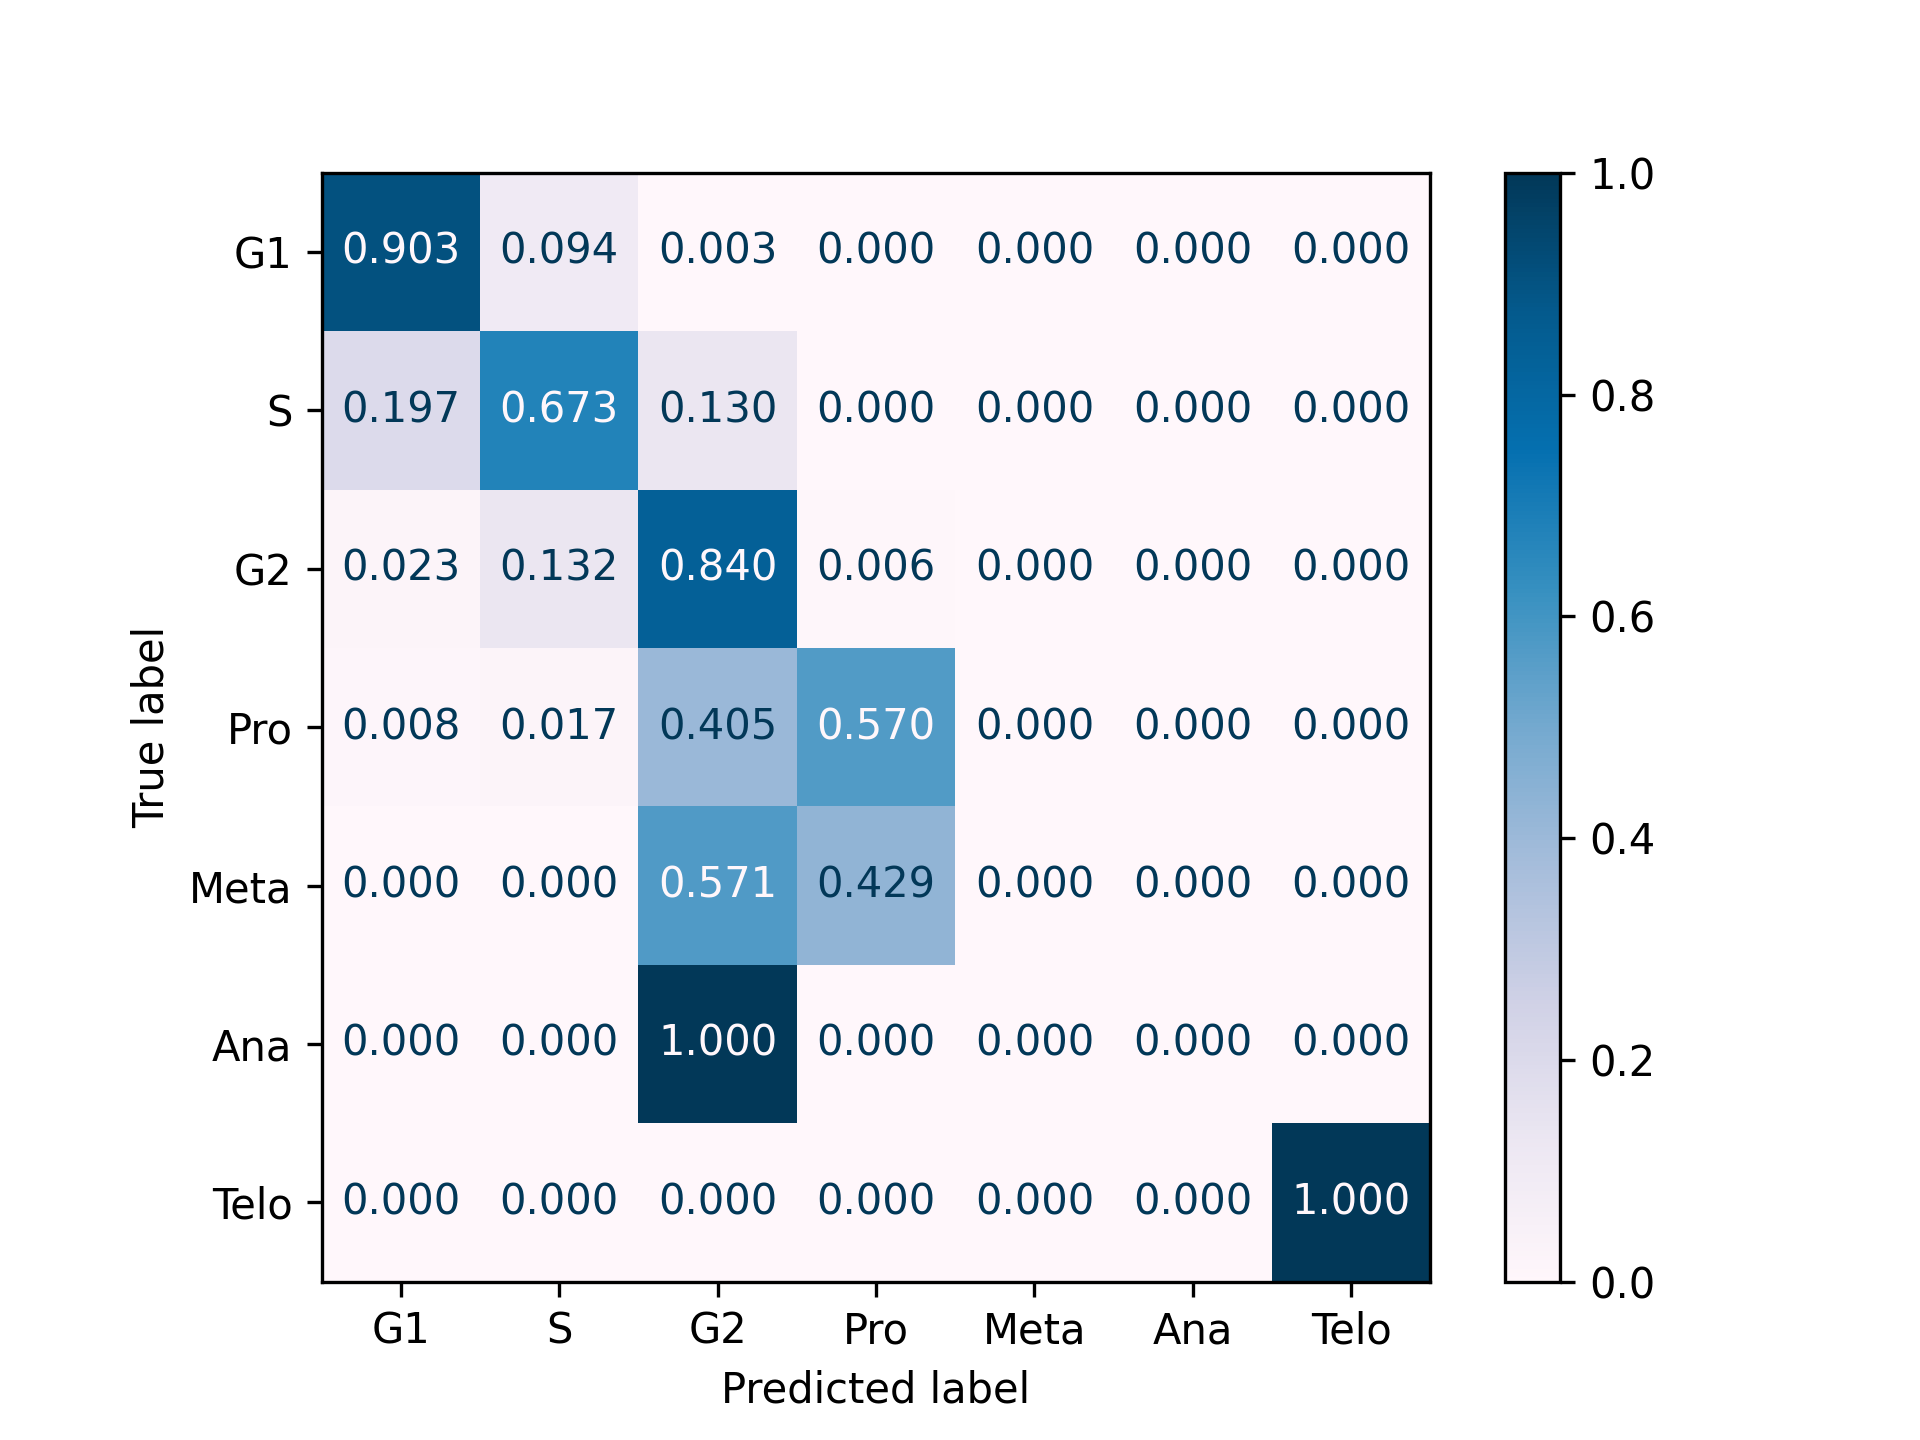 G1 0.903 0.094 0.003 0.000 0.000 0.000 0.000
S 0.197 0.673 0.130 0.000 0.000 0.000 0.000
G2 0.023 0.132 0.840 0.006 0.000 0.000 0.000
Pro 0.008 0.017 0.405 0.570 0.000 0.000 0.000
Meta 0.000 0.000 0.571 0.429 0.000 0.000 0.000
Ana 0.000 0.000 1.000 0.000 0.000 0.000 0.000
Telo 0.000 0.000 0.000 0.000 0.000 0.000 1.000
G1 S G2 Pro Meta Ana Telo
Predicted label
True label
1.0
0.8
0.6
0.4
0.2
0.0